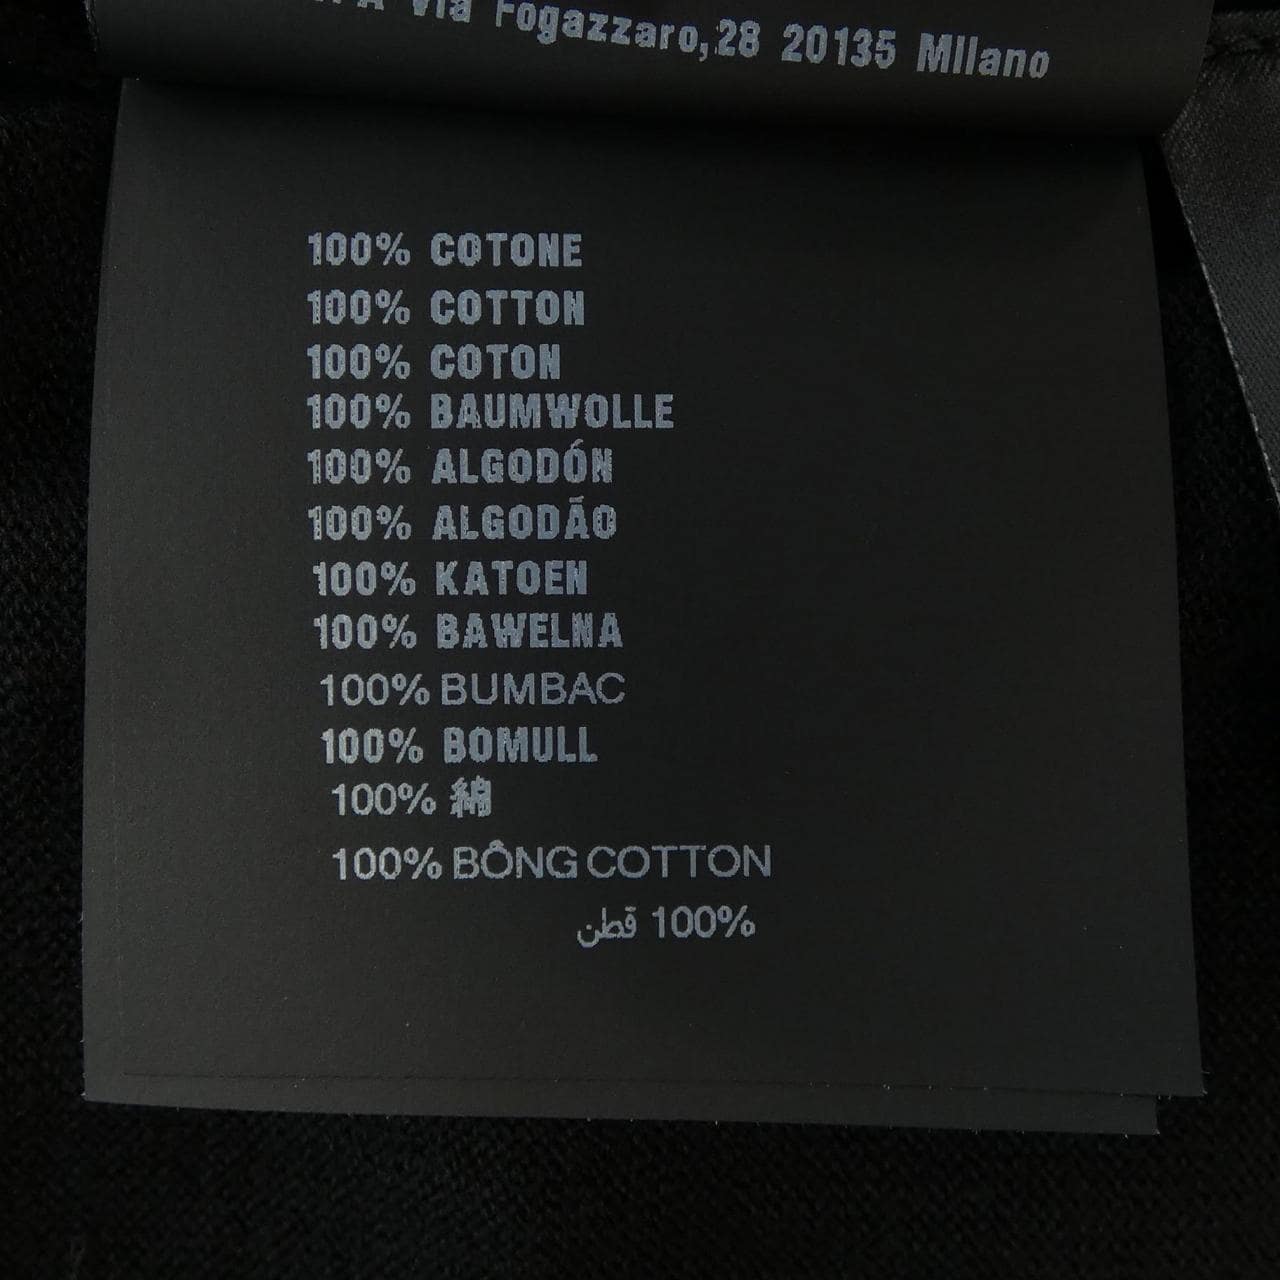 Via Fogazzaro,28 20135 Milano
100% COTONE
100% COTTON
100% COTON
100% BAUMWOLLE
100% ALGODÓN
100% ALGODÃO
100% KATOEN
100% BAWELNA
100% BUMBAC
100% BOMULL
100% 綿
100% BÔNG COTTON
100% قطن